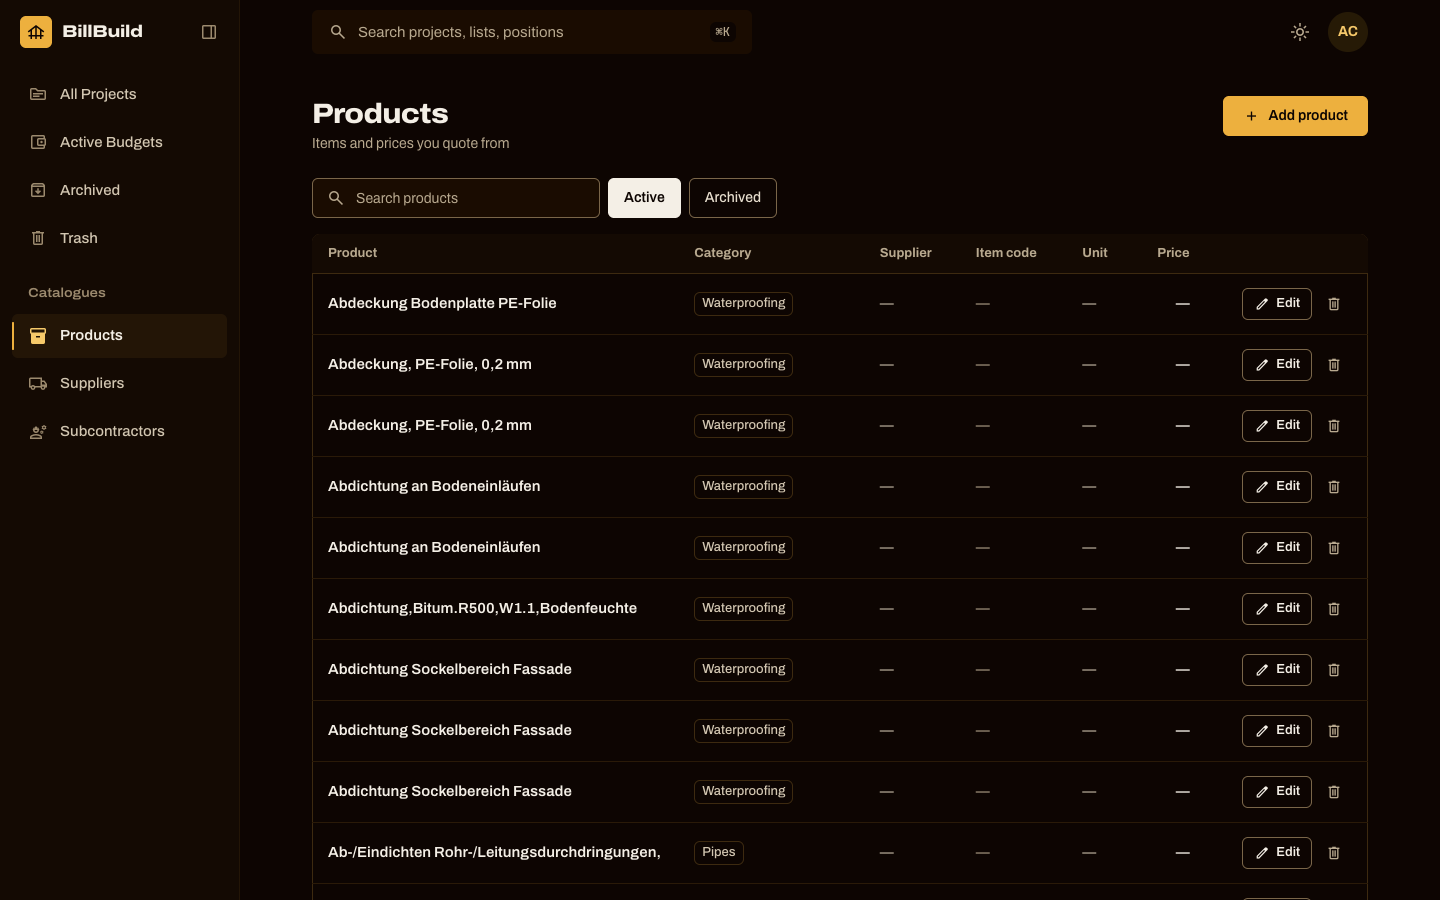 BillBuild
Search projects, lists, positions
⌘K
AC
All Projects
Active Budgets
Archived
Trash
Catalogues
Products
Suppliers
Subcontractors
Products
Items and prices you quote from
Add product
Search products
Active
Archived
Product Category Supplier Item code Unit Price
Abdeckung Bodenplatte PE-Folie Waterproofing — — — — Edit
Abdeckung, PE-Folie, 0,2 mm Waterproofing — — — — Edit
Abdeckung, PE-Folie, 0,2 mm Waterproofing — — — — Edit
Abdichtung an Bodeneinläufen Waterproofing — — — — Edit
Abdichtung an Bodeneinläufen Waterproofing — — — — Edit
Abdichtung,Bitum.R500,W1.1,Bodenfeuchte Waterproofing — — — — Edit
Abdichtung Sockelbereich Fassade Waterproofing — — — — Edit
Abdichtung Sockelbereich Fassade Waterproofing — — — — Edit
Abdichtung Sockelbereich Fassade Waterproofing — — — — Edit
Ab-/Eindichten Rohr-/Leitungsdurchdringungen, Pipes — — — — Edit